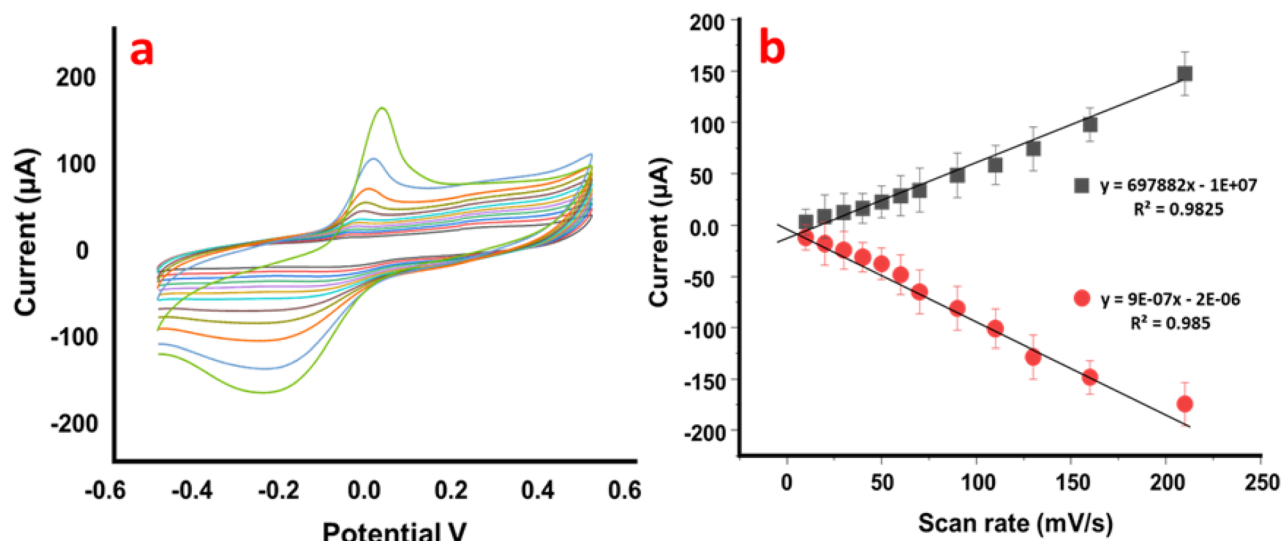 a
200
100
0
-100
-200
Current (µA)
-0.6
-0.4
-0.2
0.0
0.2
0.4
0.6
Potential V
b
200
150
100
50
0.0
-50
-100
-150
-200
Current (µA)
y = 697882x - 1E+07
R² = 0.9825
y = 9E-07x - 2E-06
R² = 0.985
0
50
100
150
200
250
Scan rate (mV/s)